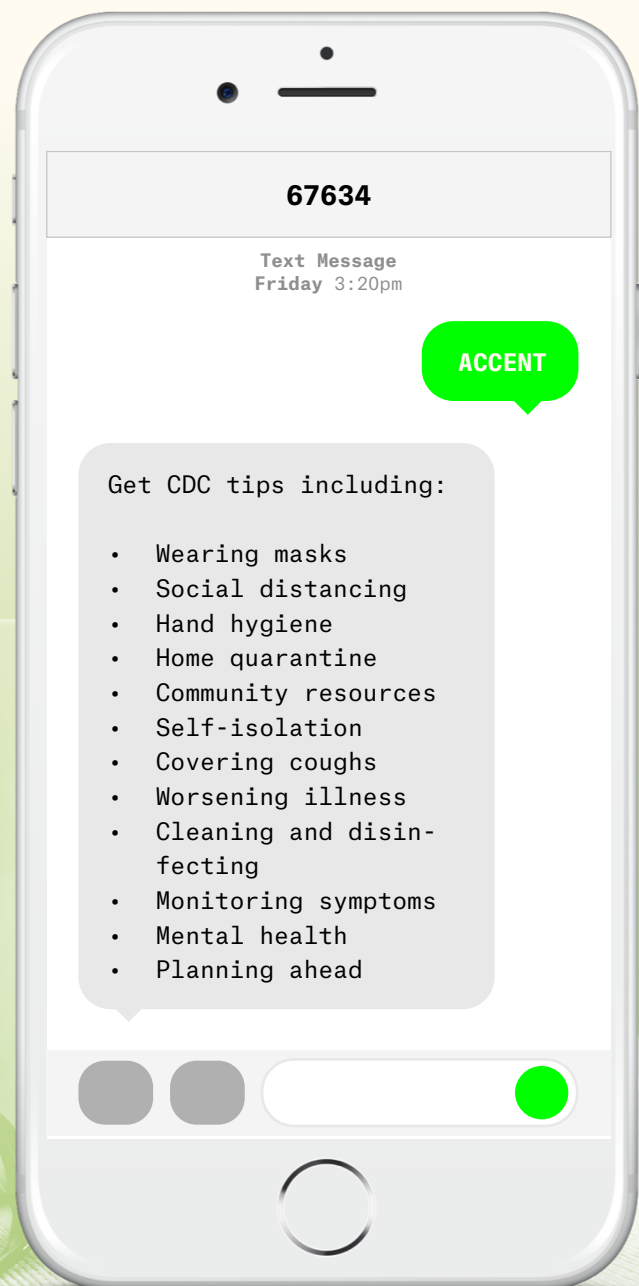 67634
Text Message
Friday 3:20pm
ACCENT
Get CDC tips including:
• Wearing masks
• Social distancing
• Hand hygiene
• Home quarantine
• Community resources
• Self-isolation
• Covering coughs
• Worsening illness
• Cleaning and disin-
fecting
• Monitoring symptoms
• Mental health
• Planning ahead